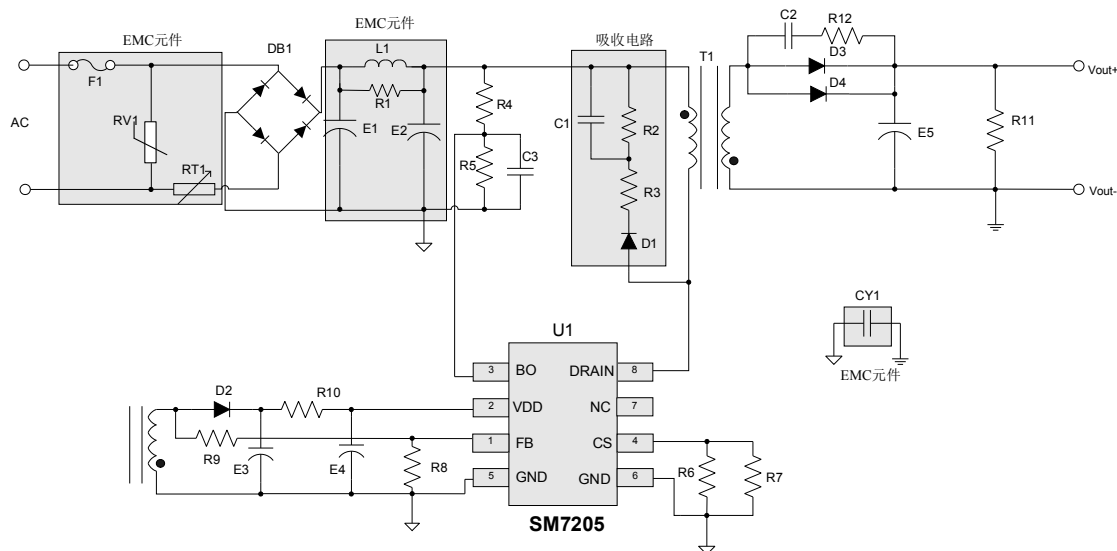 EMC元件
EMC元件
吸收电路
DB1
L1
T1
C2
R12
F1
D3
Vout+
D4
R1
R4
AC
RV1
E1
E2
C1
R2
E5
R11
C3
R5
RT1
R3
Vout-
D1
CY1
EMC元件
U1
3
BO
DRAIN
8
D2
R10
2
VDD
NC
7
1
FB
CS
4
R9
E3
E4
R8
R6
R7
5
GND
GND
6
SM7205